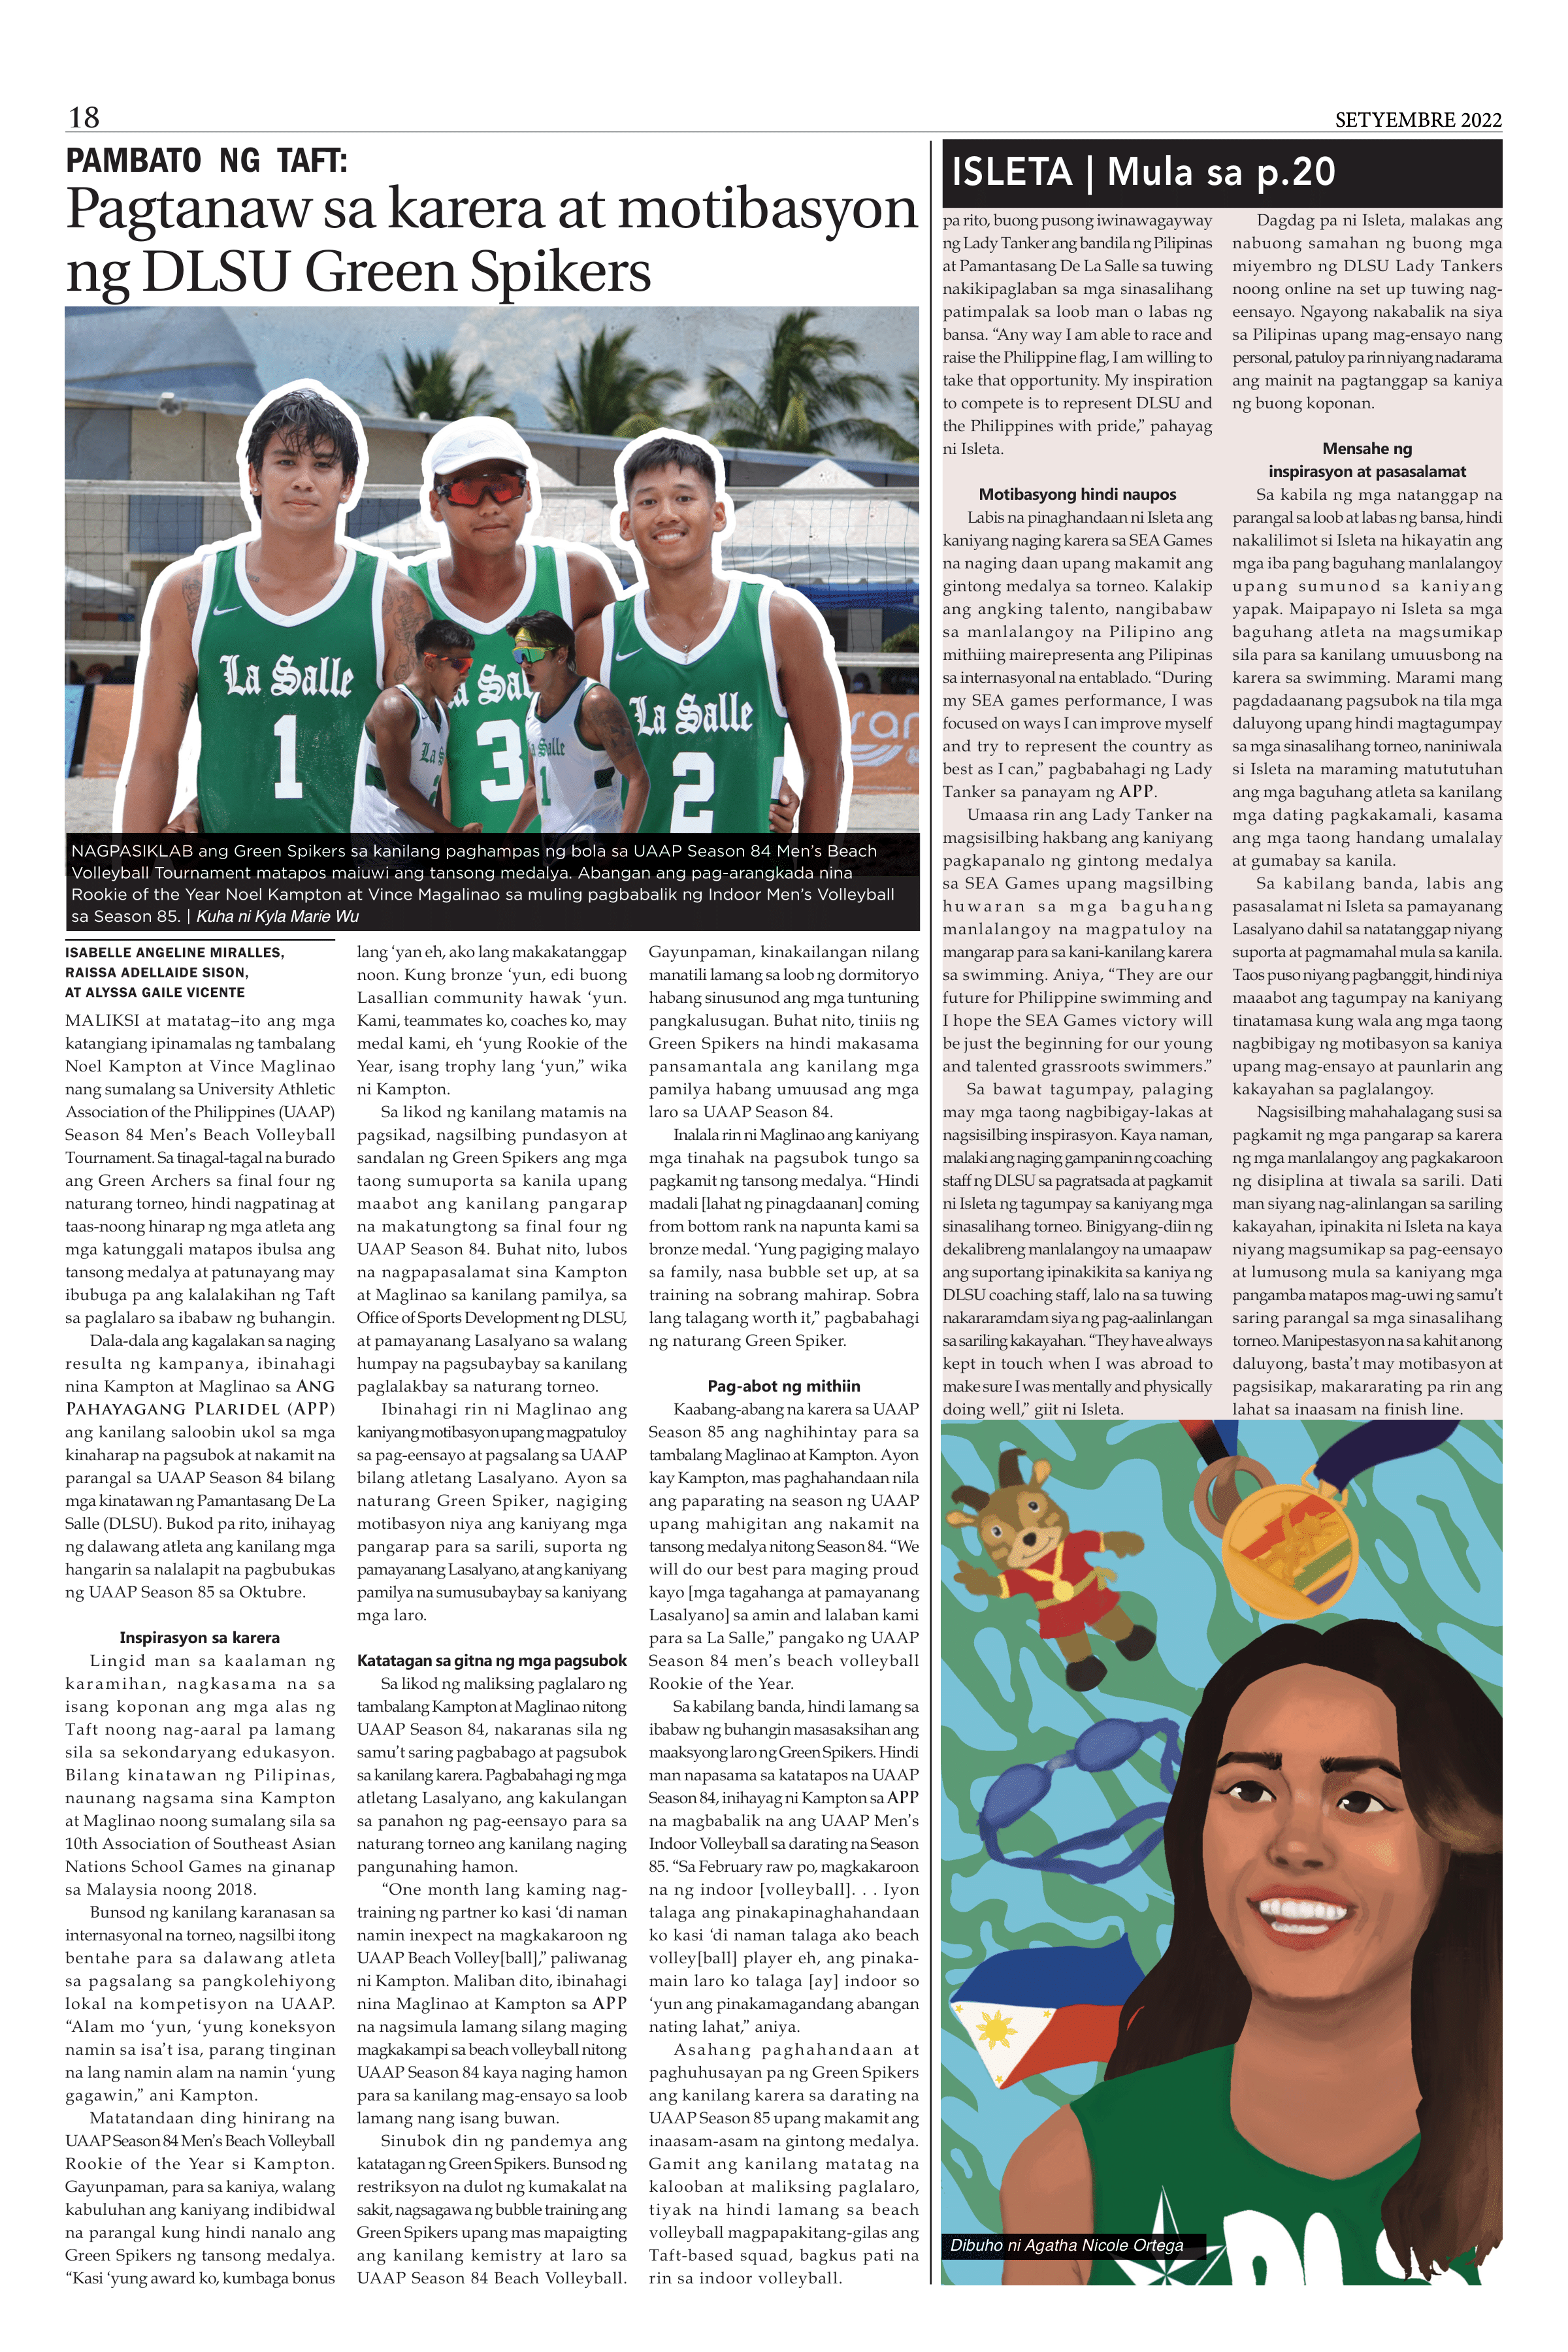 18
SETYEMBRE 2022
PAMBATO NG TAFT:
Pagtanaw sa karera at motibasyon
ng DLSU Green Spikers
La Salle
1
a Sal
3
La Salle
2
NAGPASIKLAB ang Green Spikers sa kanilang paghampas ng bola sa UAAP Season 84 Men's Beach
Volleyball Tournament matapos maiuwi ang tansong medalya. Abangan ang pag-arangkada nina
Rookie of the Year Noel Kampton at Vince Magalinao sa muling pagbabalik ng Indoor Men's Volleyball
sa Season 85. | Kuha ni Kyla Marie Wu
ISABELLE ANGELINE MIRALLES,
RAISSA ADELLAIDE SISON,
AT ALYSSA GAILE VICENTE
MALIKSI at matatag–ito ang mga
katangiang ipinamalas ng tambalang
Noel Kampton at Vince Maglinao
nang sumalang sa University Athletic
Association of the Philippines (UAAP)
Season 84 Men's Beach Volleyball
Tournament. Sa tinagal-tagal na burado
ang Green Archers sa final four ng
naturang torneo, hindi nagpatinag at
taas-noong hinarap ng mga atleta ang
mga katunggali matapos ibulsa ang
tansong medalya at patunayang may
ibubuga pa ang kalalakihan ng Taft
sa paglalaro sa ibabaw ng buhangin.
Dala-dala ang kagalakan sa naging
resulta ng kampanya, ibinahagi
nina Kampton at Maglinao sa ANG
PAHAYAGANG PLARIDEL (APP)
ang kanilang saloobin ukol sa mga
kinaharap na pagsubok at nakamit na
parangal sa UAAP Season 84 bilang
mga kinatawan ng Pamantasang De La
Salle (DLSU). Bukod pa rito, inihayag
ng dalawang atleta ang kanilang mga
hangarin sa nalalapit na pagbubukas
ng UAAP Season 85 sa Oktubre.
Inspirasyon sa karera
Lingid man sa kaalaman ng
karamihan, nagkasama na sa
isang koponan ang mga alas ng
Taft noong nag-aaral pa lamang
sila sa sekondaryang edukasyon.
Bilang kinatawan ng Pilipinas,
naunang nagsama sina Kampton
at Maglinao noong sumalang sila sa
10th Association of Southeast Asian
Nations School Games na ginanap
sa Malaysia noong 2018.
Bunsod ng kanilang karanasan sa
internasyonal na torneo, nagsilbi itong
bentahe para sa dalawang atleta
sa pagsalang sa pangkolehiyong
lokal na kompetisyon na UAAP.
“Alam mo ‘yun, ‘yung koneksyon
namin sa isa't isa, parang tinginan
na lang namin alam na namin ‘yung
gagawin,” ani Kampton.
Matatandaan ding hinirang na
UAAP Season 84 Men's Beach Volleyball
Rookie of the Year si Kampton.
Gayunpaman, para sa kaniya, walang
kabuluhan ang kaniyang indibidwal
na parangal kung hindi nanalo ang
Green Spikers ng tansong medalya.
“Kasi ‘yung award ko, kumbaga bonus
lang ‘yan eh, ako lang makakatanggap
noon. Kung bronze ‘yun, edi buong
Lasallian community hawak ‘yun.
Kami, teammates ko, coaches ko, may
medal kami, eh ‘yung Rookie of the
Year, isang trophy lang ‘yun,” wika
ni Kampton.
Sa likod ng kanilang matamis na
pagsikad, nagsilbing pundasyon at
sandalan ng Green Spikers ang mga
taong sumuporta sa kanila upang
maabot ang kanilang pangarap
na makatungtong sa final four ng
UAAP Season 84. Buhat nito, lubos
na nagpapasalamat sina Kampton
at Maglinao sa kanilang pamilya, sa
Office of Sports Development ng DLSU,
at pamayanang Lasalyano sa walang
humpay na pagsubaybay sa kanilang
paglalakbay sa naturang torneo.
Ibinahagi rin ni Maglinao ang
kaniyang motibasyon upang magpatuloy
sa pag-eensayo at pagsalang sa UAAP
bilang atletang Lasalyano. Ayon sa
naturang Green Spiker, nagiging
motibasyon niya ang kaniyang mga
pangarap para sa sarili, suporta ng
pamayanang Lasalyano, at ang kaniyang
pamilya na sumusubaybay sa kaniyang
mga laro.
Katatagan sa gitna ng mga pagsubok
Sa likod ng maliksing paglalaro ng
tambalang Kampton at Maglinao nitong
UAAP Season 84, nakaranas sila ng
samu't saring pagbabago at pagsubok
sa kanilang karera. Pagbabahagi ng mga
atletang Lasalyano, ang kakulangan
sa panahon ng pag-eensayo para sa
naturang torneo ang kanilang naging
pangunahing hamon.
“One month lang kaming nag-
training ng partner ko kasi ‘di naman
namin inexpect na magkakaroon ng
UAAP Beach Volley[ball],” paliwanag
ni Kampton. Maliban dito, ibinahagi
nina Maglinao at Kampton sa APP
na nagsimula lamang silang maging
magkakampi sa beach volleyball nitong
UAAP Season 84 kaya naging hamon
para sa kanilang mag-ensayo sa loob
lamang nang isang buwan.
Sinubok din ng pandemya ang
katatagan ng Green Spikers. Bunsod ng
restriksyon na dulot ng kumakalat na
sakit, nagsagawa ng bubble training ang
Green Spikers upang mas mapaigting
ang kanilang kemistry at laro sa
UAAP Season 84 Beach Volleyball.
Gayunpaman, kinakailangan nilang
manatili lamang sa loob ng dormitoryo
habang sinusunod ang mga tuntuning
pangkalusugan. Buhat nito, tiniis ng
Green Spikers na hindi makasama
pansamantala ang kanilang mga
pamilya habang umuusad ang mga
laro sa UAAP Season 84.
Inalala rin ni Maglinao ang kaniyang
mga tinahak na pagsubok tungo sa
pagkamit ng tansong medalya. “Hindi
madali [lahat ng pinagdaanan] coming
from bottom rank na napunta kami sa
bronze medal. ‘Yung pagiging malayo
sa family, nasa bubble set up, at sa
training na sobrang mahirap. Sobra
lang talagang worth it,” pagbabahagi
ng naturang Green Spiker.
Pag-abot ng mithiin
Kaabang-abang na karera sa UAAP
Season 85 ang naghihintay para sa
tambalang Maglinao at Kampton. Ayon
kay Kampton, mas paghahandaan nila
ang paparating na season ng UAAP
upang mahigitan ang nakamit na
tansong medalya nitong Season 84. “We
will do our best para maging proud
kayo [mga tagahanga at pamayanang
Lasalyano] sa amin and lalaban kami
para sa La Salle,” pangako ng UAAP
Season 84 men's beach volleyball
Rookie of the Year.
Sa kabilang banda, hindi lamang sa
ibabaw ng buhangin masasaksihan ang
maaksyong laro ng Green Spikers. Hindi
man napasama sa katatapos na UAAP
Season 84, inihayag ni Kampton sa APP
na magbabalik na ang UAAP Men's
Indoor Volleyball sa darating na Season
85. “Sa February raw po, magkakaroon
na ng indoor [volleyball]. . . Iyon
talaga ang pinakapinaghahandaan
ko kasi ‘di naman talaga ako beach
volley[ball] player eh, ang pinaka-
main laro ko talaga [ay] indoor so
‘yun ang pinakamagandang abangan
nating lahat,” aniya.
Asahang paghahandaan at
paghuhusayan pa ng Green Spikers
ang kanilang karera sa darating na
UAAP Season 85 upang makamit ang
inaasam-asam na gintong medalya.
Gamit ang kanilang matatag na
kalooban at maliksing paglalaro,
tiyak na hindi lamang sa beach
volleyball magpapakitang-gilas ang
Taft-based squad, bagkus pati na
rin sa indoor volleyball.
ISLETA | Mula sa p.20
pa rito, buong pusong iwinawagayway
ng Lady Tanker ang bandila ng Pilipinas
at Pamantasang De La Salle sa tuwing
nakikipaglaban sa mga sinasalihang
patimpalak sa loob man o labas ng
bansa. “Any way I am able to race and
raise the Philippine flag, I am willing to
take that opportunity. My inspiration
to compete is to represent DLSU and
the Philippines with pride,” pahayag
ni Isleta.
Motibasyong hindi naupos
Labis na pinaghandaan ni Isleta ang
kaniyang naging karera sa SEA Games
na naging daan upang makamit ang
gintong medalya sa torneo. Kalakip
ang angking talento, nangibabaw
sa manlalangoy na Pilipino ang
mithiing mairepresenta ang Pilipinas
sa internasyonal na entablado. “During
my SEA games performance, I was
focused on ways I can improve myself
and try to represent the country as
best as I can,” pagbabahagi ng Lady
Tanker sa panayam ng APP.
Umaasa rin ang Lady Tanker na
magsisilbing hakbang ang kaniyang
pagkapanalo ng gintong medalya
sa SEA Games upang magsilbing
huwaran sa mga baguhang
manlalangoy na magpatuloy na
mangarap para sa kani-kanilang karera
sa swimming. Aniya, “They are our
future for Philippine swimming and
I hope the SEA Games victory will
be just the beginning for our young
and talented grassroots swimmers.”
Sa bawat tagumpay, palaging
may mga taong nagbibigay-lakas at
nagsisilbing inspirasyon. Kaya naman,
malaki ang naging gampanin ng coaching
staff ng DLSU sa pagratsada at pagkamit
ni Isleta ng tagumpay sa kaniyang mga
sinasalihang torneo. Binigyang-diin ng
dekalibreng manlalangoy na umaapaw
ang suportang ipinakikita sa kaniya ng
DLSU coaching staff, lalo na sa tuwing
nakararamdam siya ng pag-aalinlangan
sa sariling kakayahan. “They have always
kept in touch when I was abroad to
make sure I was mentally and physically
doing well,” giit ni Isleta.
Dagdag pa ni Isleta, malakas ang
nabuong samahan ng buong mga
miyembro ng DLSU Lady Tankers
noong online na set up tuwing nag-
eensayo. Ngayong nakabalik na siya
sa Pilipinas upang mag-ensayo nang
personal, patuloy pa rin niyang nadarama
ang mainit na pagtanggap sa kaniya
ng buong koponan.
Mensahe ng
inspirasyon at pasasalamat
Sa kabila ng mga natanggap na
parangal sa loob at labas ng bansa, hindi
nakalilimot si Isleta na hikayatin ang
mga iba pang baguhang manlalangoy
upang sumunod sa kaniyang
yapak. Maipapayo ni Isleta sa mga
baguhang atleta na magsumikap
sila para sa kanilang umuusbong na
karera sa swimming. Marami mang
pagdadaanang pagsubok na tila mga
daluyong upang hindi magtagumpay
sa mga sinasalihang torneo, naniniwala
si Isleta na maraming matututuhan
ang mga baguhang atleta sa kanilang
mga dating pagkakamali, kasama
ang mga taong handang umalalay
at gumabay sa kanila.
Sa kabilang banda, labis ang
pasasalamat ni Isleta sa pamayanang
Lasalyano dahil sa natatanggap niyang
suporta at pagmamahal mula sa kanila.
Taos puso niyang pagbanggit, hindi niya
maaabot ang tagumpay na kaniyang
tinatamasa kung wala ang mga taong
nagbibigay ng motibasyon sa kaniya
upang mag-ensayo at paunlarin ang
kakayahan sa paglalangoy.
Nagsisilbing mahahalagang susi sa
pagkamit ng mga pangarap sa karera
ng mga manlalangoy ang pagkakaroon
ng disiplina at tiwala sa sarili. Dati
man siyang nag-alinlangan sa sariling
kakayahan, ipinakita ni Isleta na kaya
niyang magsumikap sa pag-eensayo
at lumusong mula sa kaniyang mga
pangamba matapos mag-uwi ng samu't
saring parangal sa mga sinasalihang
torneo. Manipestasyon na sa kahit anong
daluyong, basta't may motibasyon at
pagsisikap, makararating pa rin ang
lahat sa inaasam na finish line.
DLS
Dibuho ni Agatha Nicole Ortega